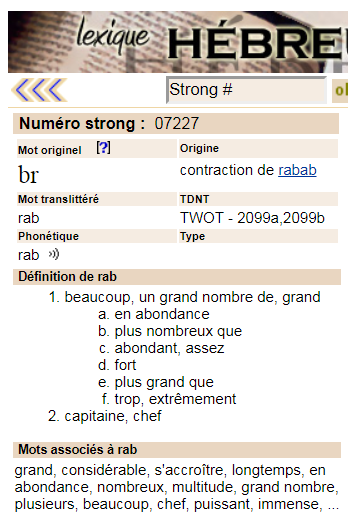 lexique HÉBREU
<<<
Strong #
Numéro strong : 07227
Mot originel [?]
Origine
br
contraction de rabab
Mot translittéré
TDNT
rab
TWOT - 2099a,2099b
Phonétique
Type
rab
Définition de rab
1. beaucoup, un grand nombre de, grand
a. en abondance
b. plus nombreux que
c. abondant, assez
d. fort
e. plus grand que
f. trop, extrêmement
2. capitaine, chef
Mots associés à rab
grand, considérable, s'accroître, longtemps, en
abondance, nombreux, multitude, grand nombre,
plusieurs, beaucoup, chef, puissant, immense, ...